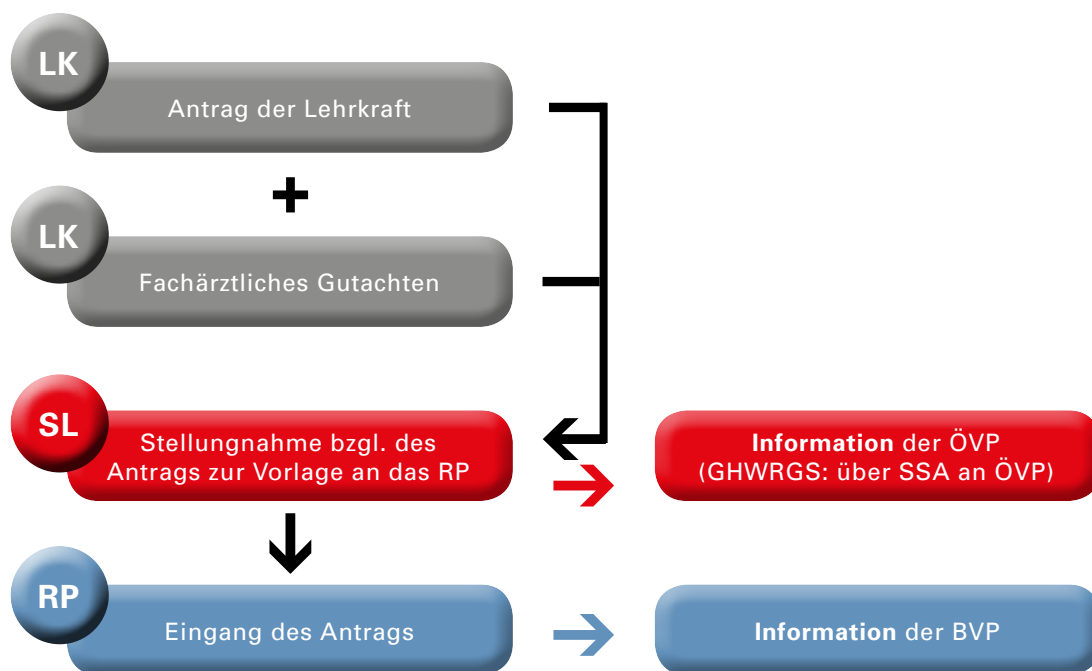 LK
Antrag der Lehrkraft
+
LK
Fachärztliches Gutachten
SL
Stellungnahme bzgl. des
Antrags zur Vorlage an das RP
Information der ÖVP
(GHWRGS: über SSA an ÖVP)
RP
Eingang des Antrags
Information der BVP